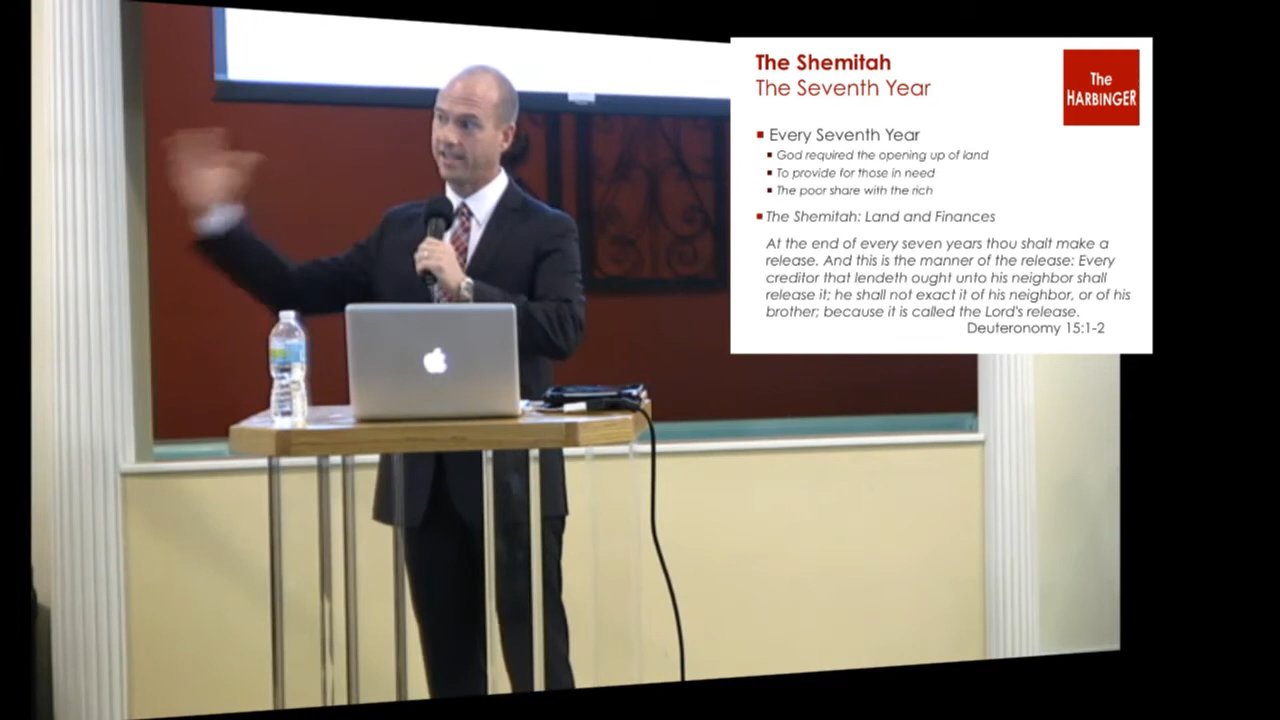 The Shemitah
The Seventh Year
The
HARBINGER
Every Seventh Year
God required the opening up of land
To provide for those in need
The poor share with the rich
The Shemitah: Land and Finances
At the end of every seven years thou shalt make a
release. And this is the manner of the release: Every
creditor that lendeth ought unto his neighbor shall
release it; he shall not exact it of his neighbor, or of his
brother; because it is called the Lord's release.
Deuteronomy 15:1-2